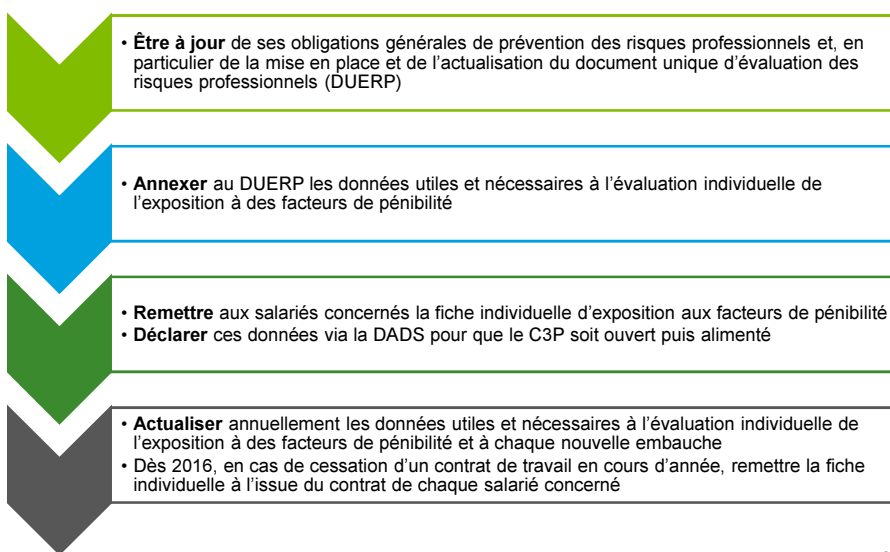 • Être à jour de ses obligations générales de prévention des risques professionnels et, en
particulier de la mise en place et de l'actualisation du document unique d'évaluation des
risques professionnels (DUERP)
• Annexer au DUERP les données utiles et nécessaires à l'évaluation individuelle de
l'exposition à des facteurs de pénibilité
• Remettre aux salariés concernés la fiche individuelle d'exposition aux facteurs de pénibilité
• Déclarer ces données via la DADS pour que le C3P soit ouvert puis alimenté
• Actualiser annuellement les données utiles et nécessaires à l'évaluation individuelle de
l'exposition à des facteurs de pénibilité et à chaque nouvelle embauche
• Dès 2016, en cas de cessation d'un contrat de travail en cours d'année, remettre la fiche
individuelle à l'issue du contrat de chaque salarié concerné